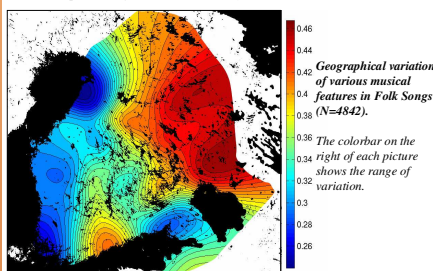 0.46
0.44
0.42
0.4
0.38
0.36
0.34
0.32
0.3
0.28
0.26
Geographical variation
of various musical
features in Folk Songs
(N=4842).
The colorbar on the
right of each picture
shows the range of
variation.